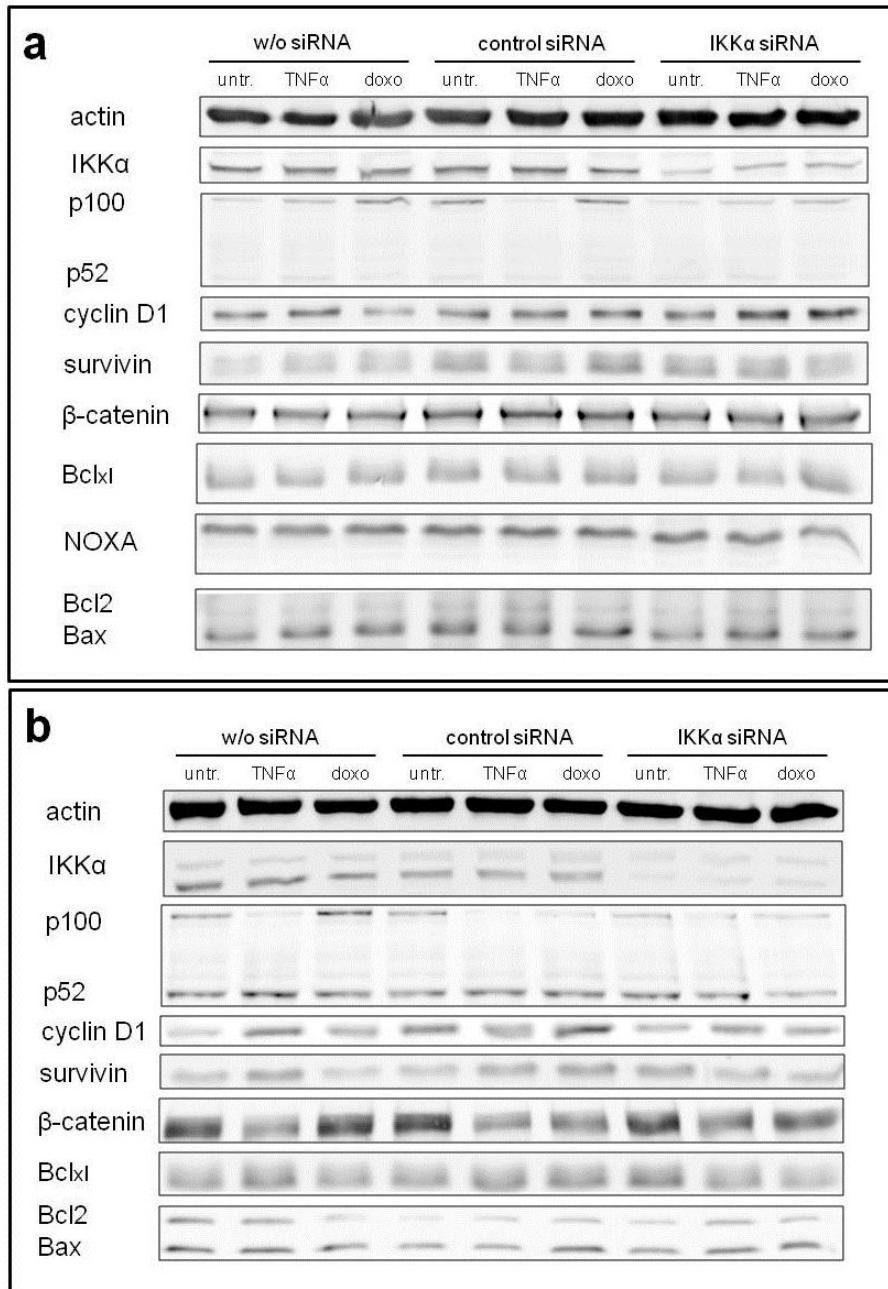 a
w/o siRNA control siRNA IKKα siRNA
untr. TNFα doxo untr. TNFα doxo untr. TNFα doxo
actin
IKKα
p100
p52
cyclin D1
survivin
β-catenin
Bclxl
NOXA
Bcl2
Bax
b
w/o siRNA control siRNA IKKα siRNA
untr. TNFα doxo untr. TNFα doxo untr. TNFα doxo
actin
IKKα
p100
p52
cyclin D1
survivin
β-catenin
Bclxl
Bcl2
Bax